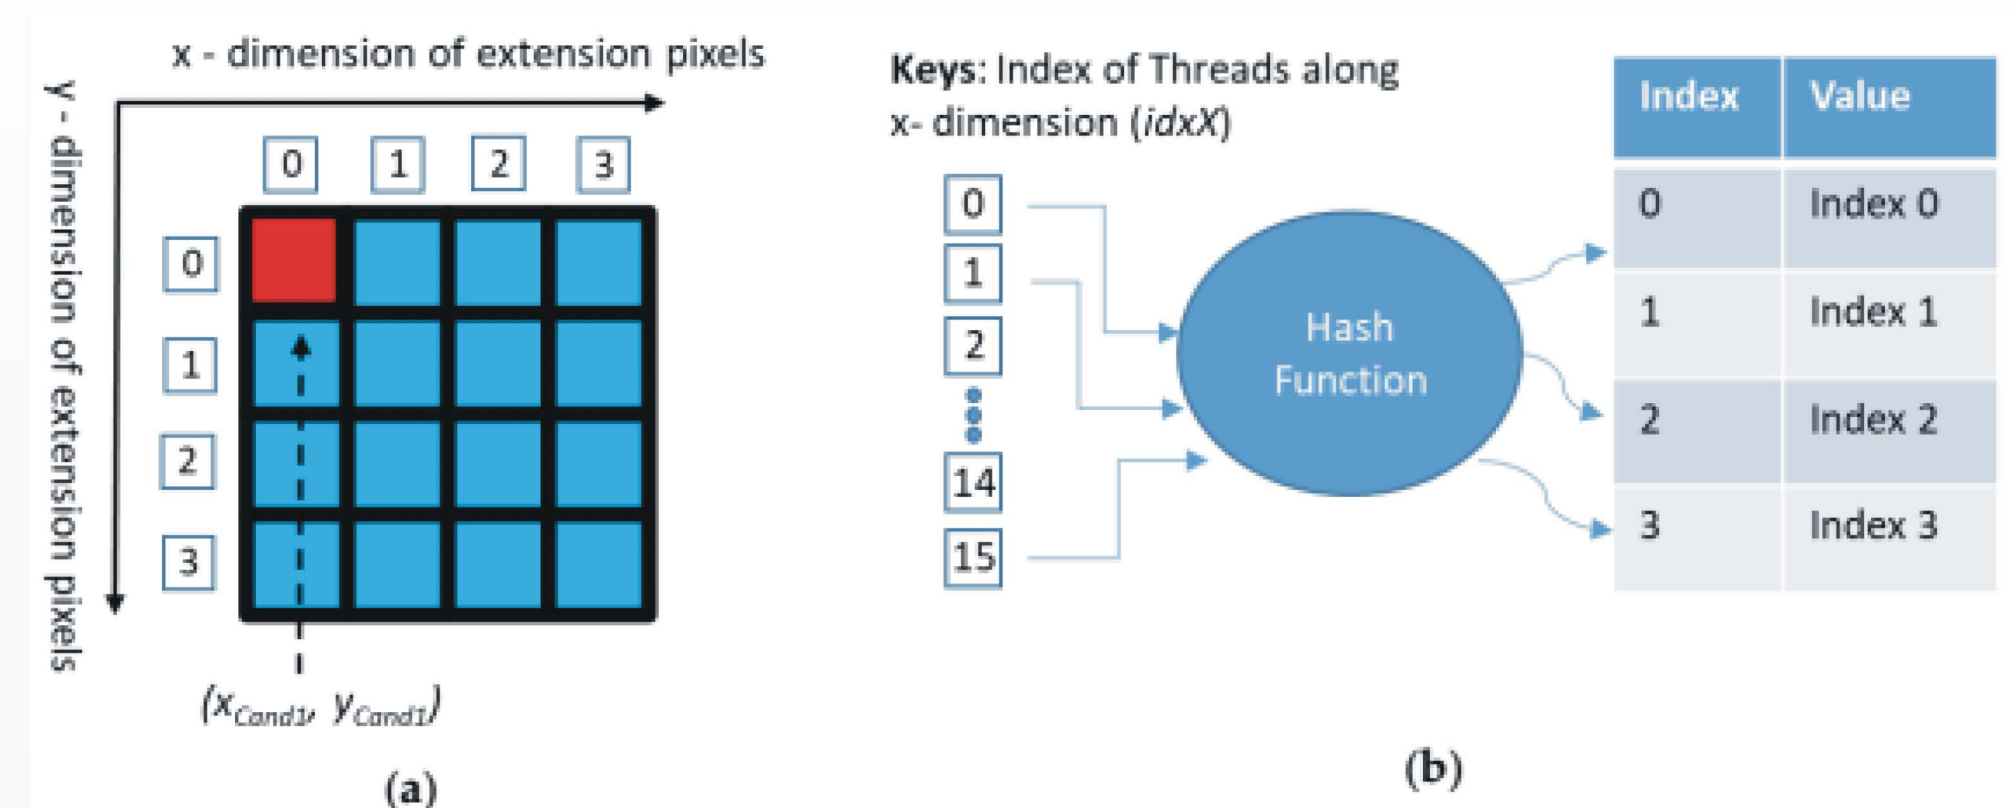 x - dimension of extension pixels
y - dimension of extension pixels
0 1 2 3
0
1
2
3
(xCand1, yCand1)
(a)
Keys: Index of Threads along
x- dimension (idxX)
0
1
2
14
15
Hash
Function
Index Value
0 Index 0
1 Index 1
2 Index 2
3 Index 3
(b)